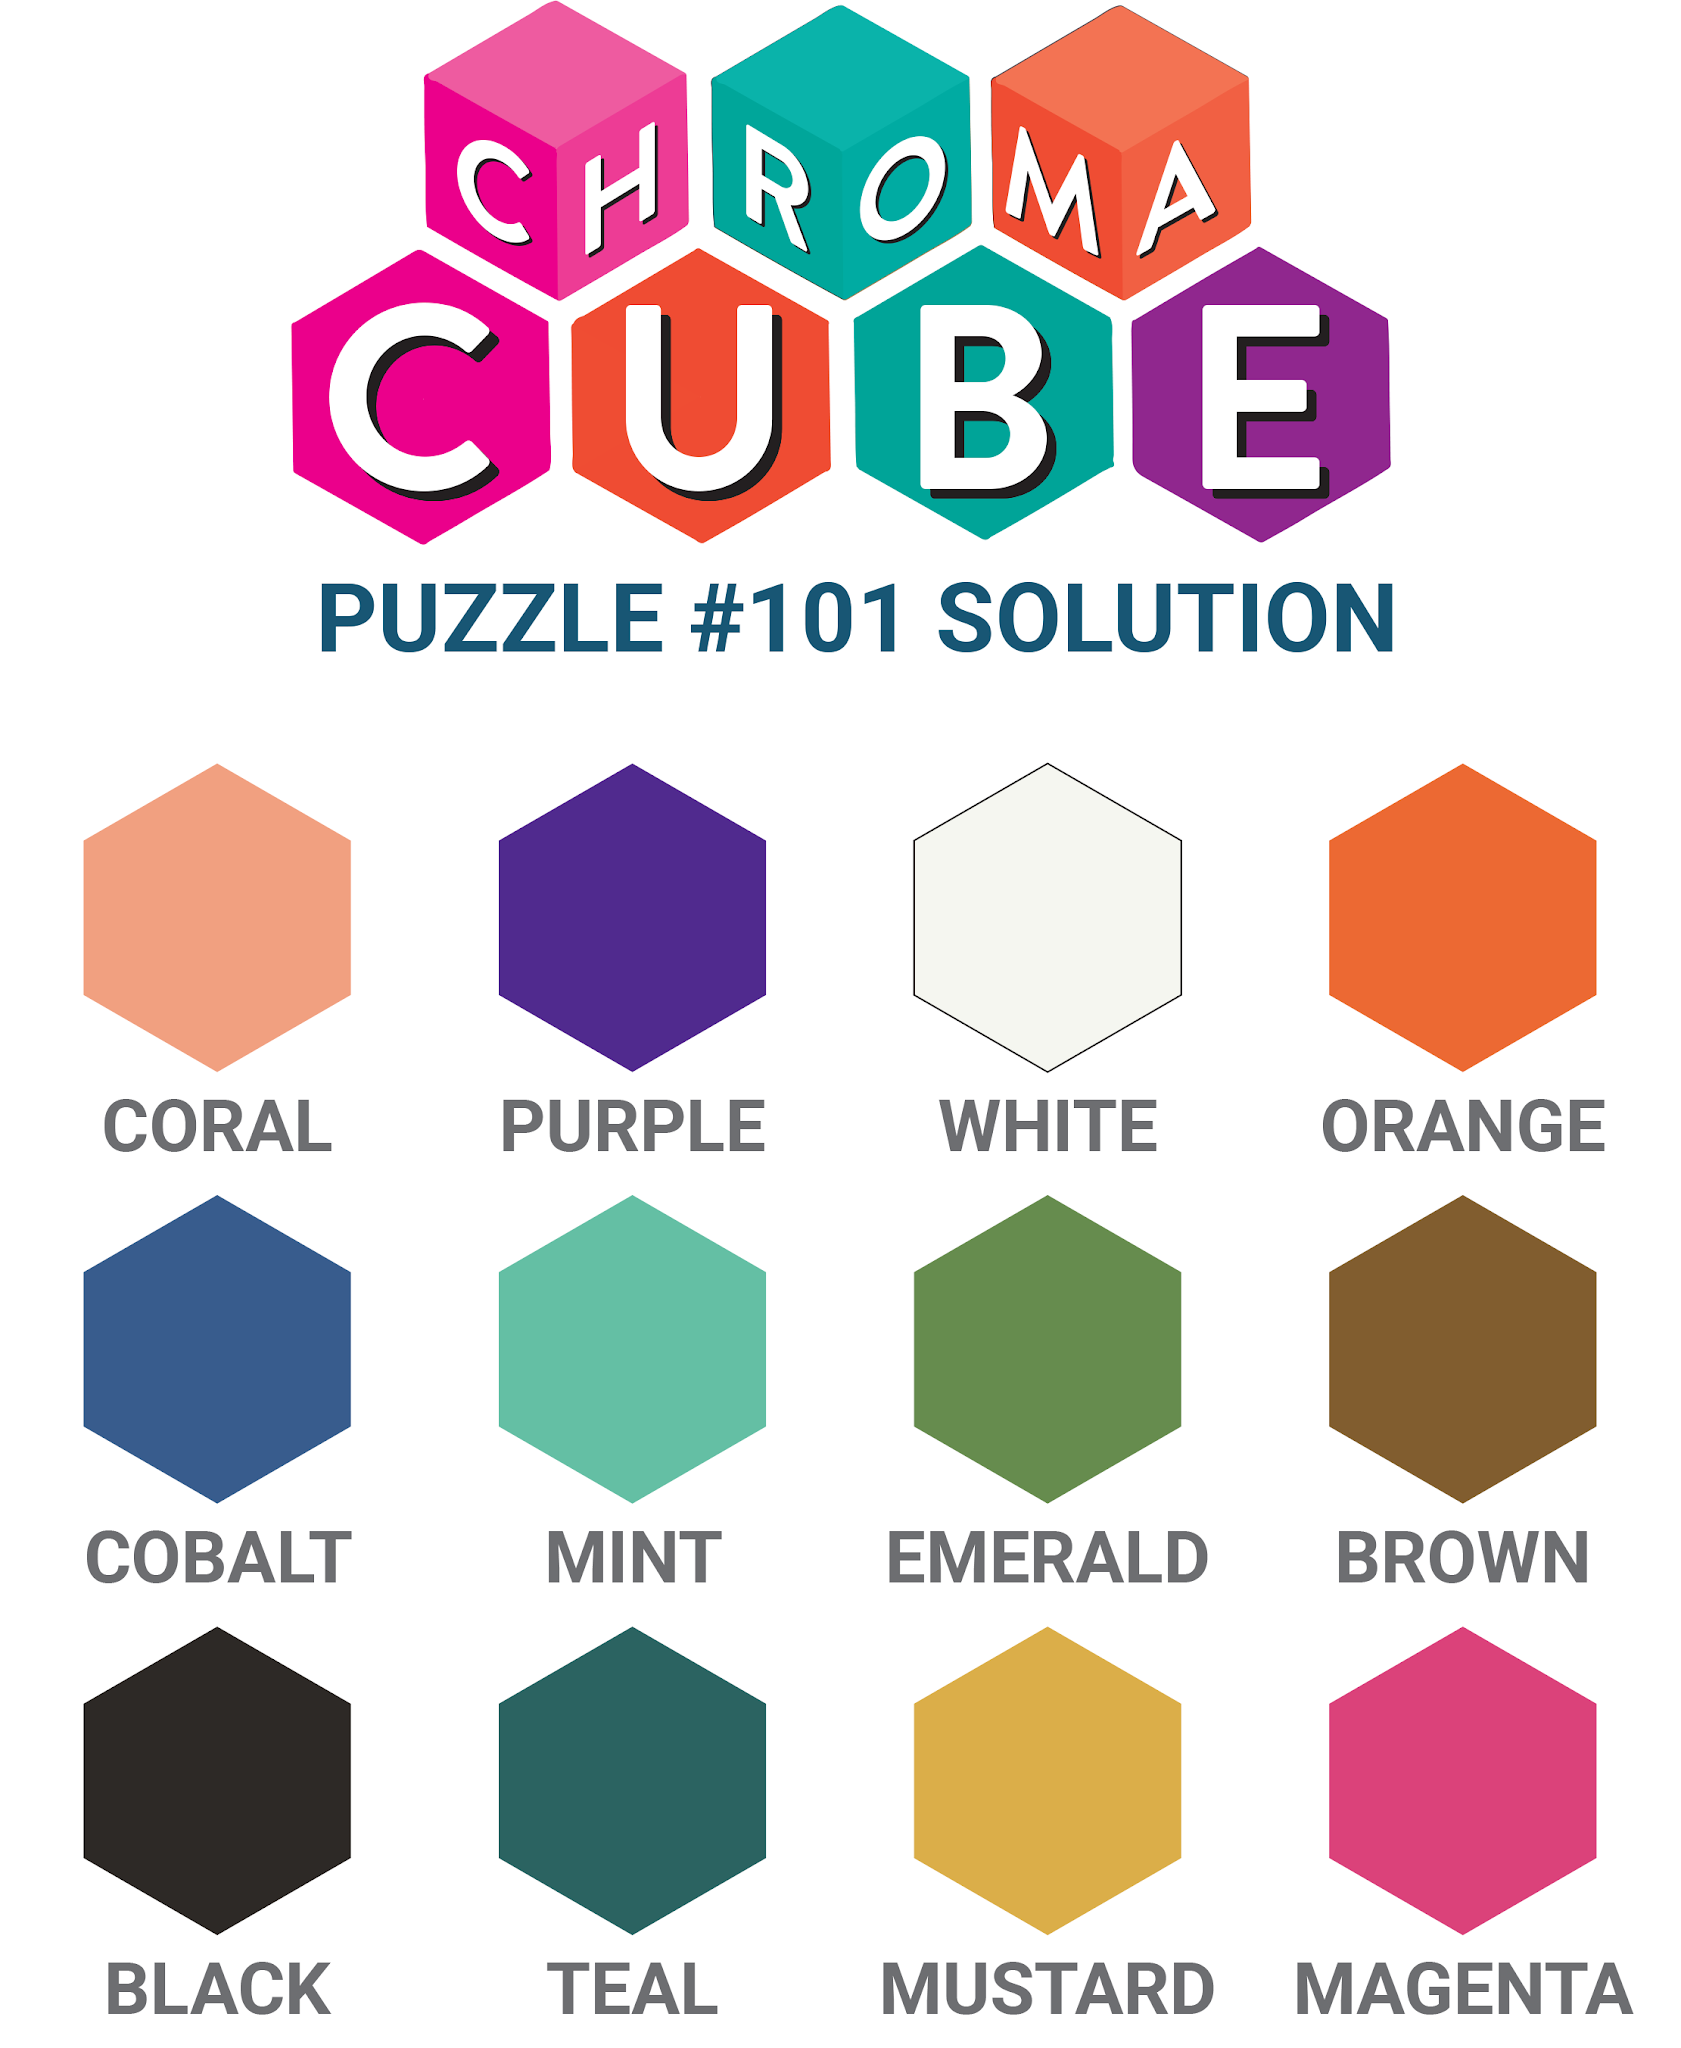 CHROMA
CUBE
PUZZLE #101 SOLUTION
CORAL PURPLE WHITE ORANGE
COBALT MINT EMERALD BROWN
BLACK TEAL MUSTARD MAGENTA